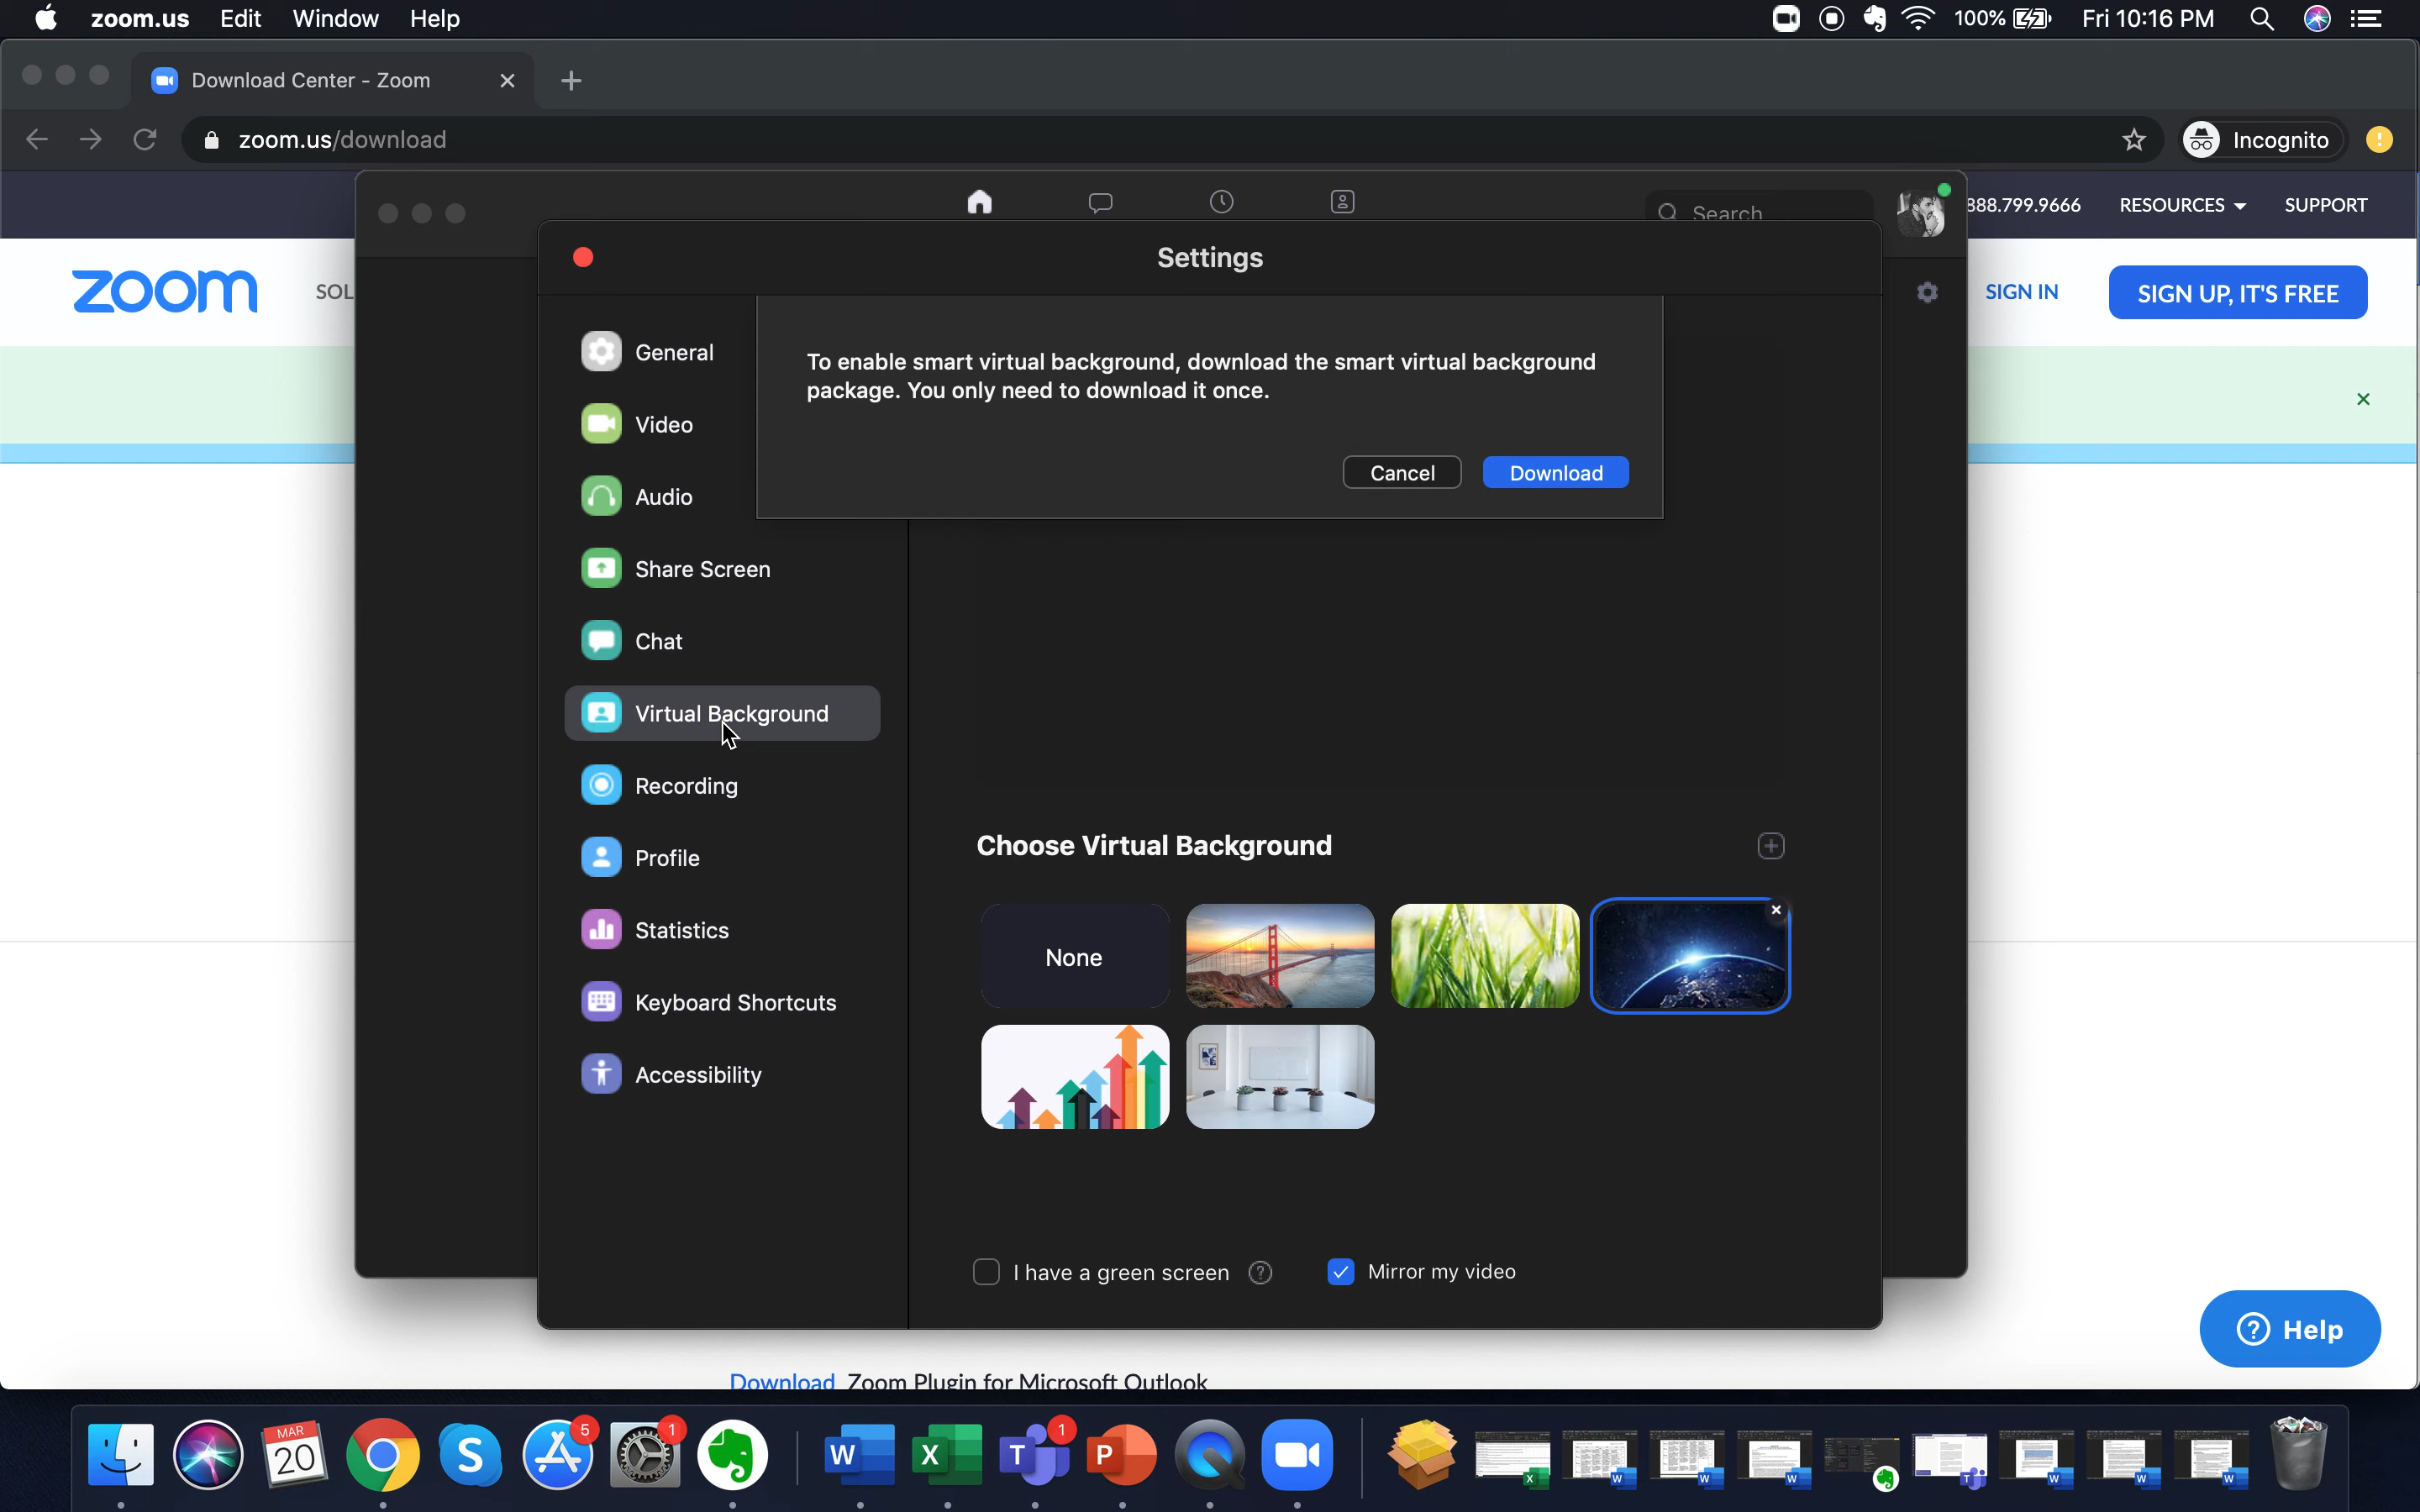 zoom.us Edit Window Help 100% Fri 10:16 PM
Download Center - Zoom
zoom.us/download Incognito
Search 888.799.9666 RESOURCES SUPPORT
zoom SOL SIGN IN SIGN UP, IT'S FREE
Settings
To enable smart virtual background, download the smart virtual background
package. You only need to download it once.
Cancel Download
General
Video
Audio
Share Screen
Chat
Virtual Background
Recording
Profile
Statistics
Keyboard Shortcuts
Accessibility
Choose Virtual Background
None
I have a green screen Mirror my video
Help
Download Zoom Plugin for Microsoft Outlook
MAR
20
S
5
1
W
X
T
1
P